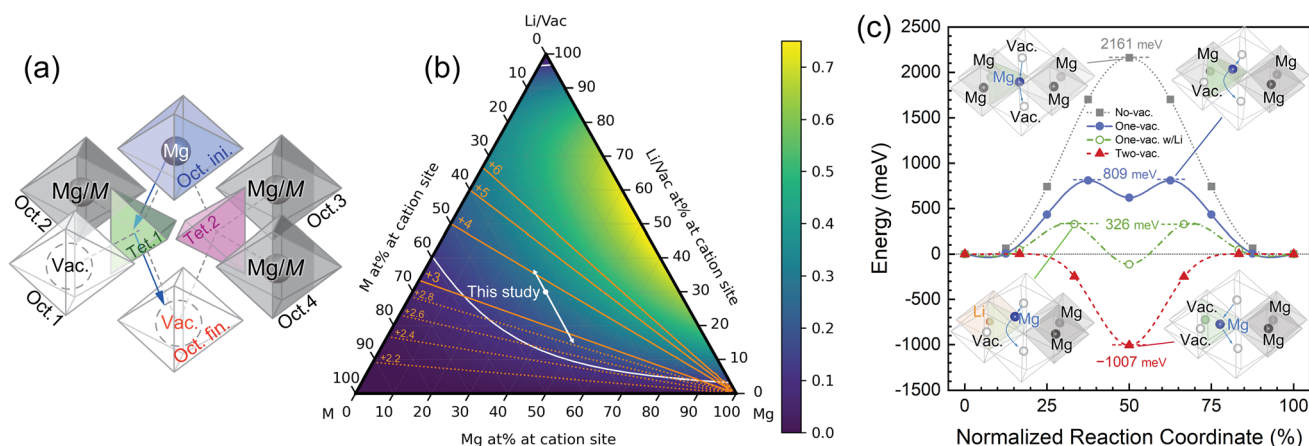 (a)
Mg
Oct. ini.
Mg/M
Oct.2
Mg/M
Oct.3
Tet.1
Tet.2
Vac.
Oct.1
Mg/M
Oct.4
Vac.
Oct. fin.
(b)
Li/Vac
0
10
20
30
40
50
60
70
80
90
100
M at% at cation site
100
90
80
70
60
50
40
30
20
10
0
Li/Vac at% at cation site
+6
+5
+4
+3
+2.8
+2.6
+2.4
+2.2
This study
M
0
10
20
30
40
50
60
70
80
90
100
Mg
Mg at% at cation site
0.7
0.6
0.5
0.4
0.3
0.2
0.1
0.0
(c)
Energy (meV)
2000
1500
1000
500
0
-500
-1000
-1500
0
25
50
75
100
Normalized Reaction Coordinate (%)
2161 meV
809 meV
326 meV
−1007 meV
No-vac.
One-vac.
One-vac. w/Li
Two-vac.
Vac.
Mg
Mg
Mg
Mg
Mg
Vac.
Vac.
Mg
Mg
Mg
Mg
Vac.
Li
Mg
Vac.
Mg
Mg
Vac.
Mg
Mg
Vac.
Mg